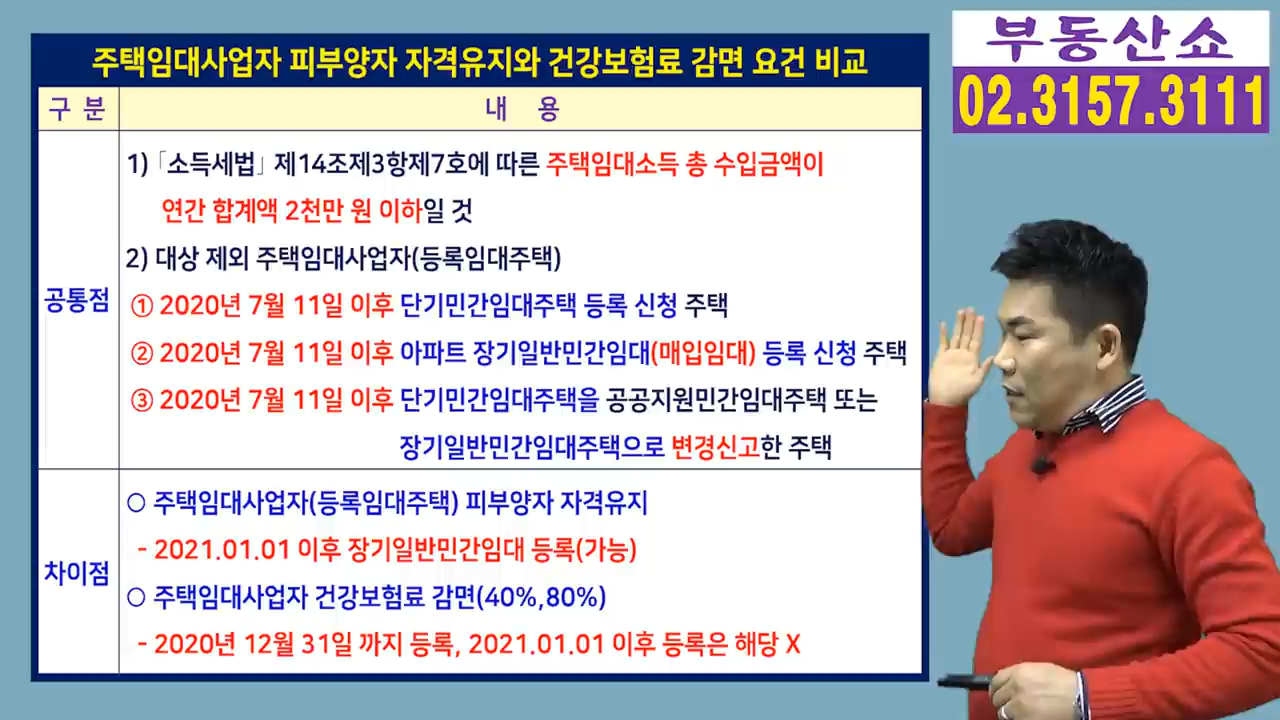 주택임대사업자 피부양자 자격유지와 건강보험료 감면 요건 비교
부동산쇼
02.3157.3111
구 분
내 용
공통점
1) 「소득세법」 제14조제3항제7호에 따른 주택임대소득 총 수입금액이
연간 합계액 2천만 원 이하일 것
2) 대상 제외 주택임대사업자(등록임대주택)
① 2020년 7월 11일 이후 단기민간임대주택 등록 신청 주택
② 2020년 7월 11일 이후 아파트 장기일반민간임대(매입임대) 등록 신청 주택
③ 2020년 7월 11일 이후 단기민간임대주택을 공공지원민간임대주택 또는
장기일반민간임대주택으로 변경신고한 주택
차이점
○ 주택임대사업자(등록임대주택) 피부양자 자격유지
- 2021.01.01 이후 장기일반민간임대 등록(가능)
○ 주택임대사업자 건강보험료 감면(40%,80%)
- 2020년 12월 31일 까지 등록, 2021.01.01 이후 등록은 해당 X